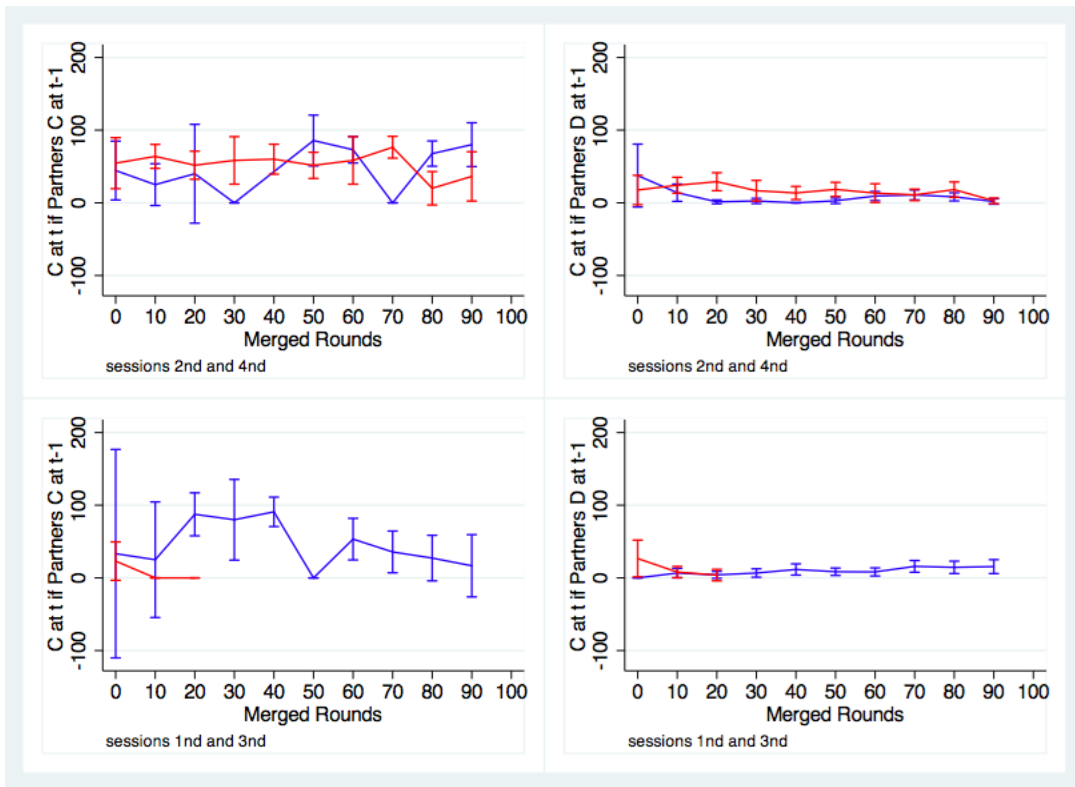 C at t if Partners C at t-1
200
100
0
-100
0 10 20 30 40 50 60 70 80 90 100
Merged Rounds
sessions 2nd and 4nd
C at t if Partners D at t-1
200
100
0
-100
0 10 20 30 40 50 60 70 80 90 100
Merged Rounds
sessions 2nd and 4nd
C at t if Partners C at t-1
200
100
0
-100
0 10 20 30 40 50 60 70 80 90 100
Merged Rounds
sessions 1nd and 3nd
C at t if Partners D at t-1
200
100
0
-100
0 10 20 30 40 50 60 70 80 90 100
Merged Rounds
sessions 1nd and 3nd